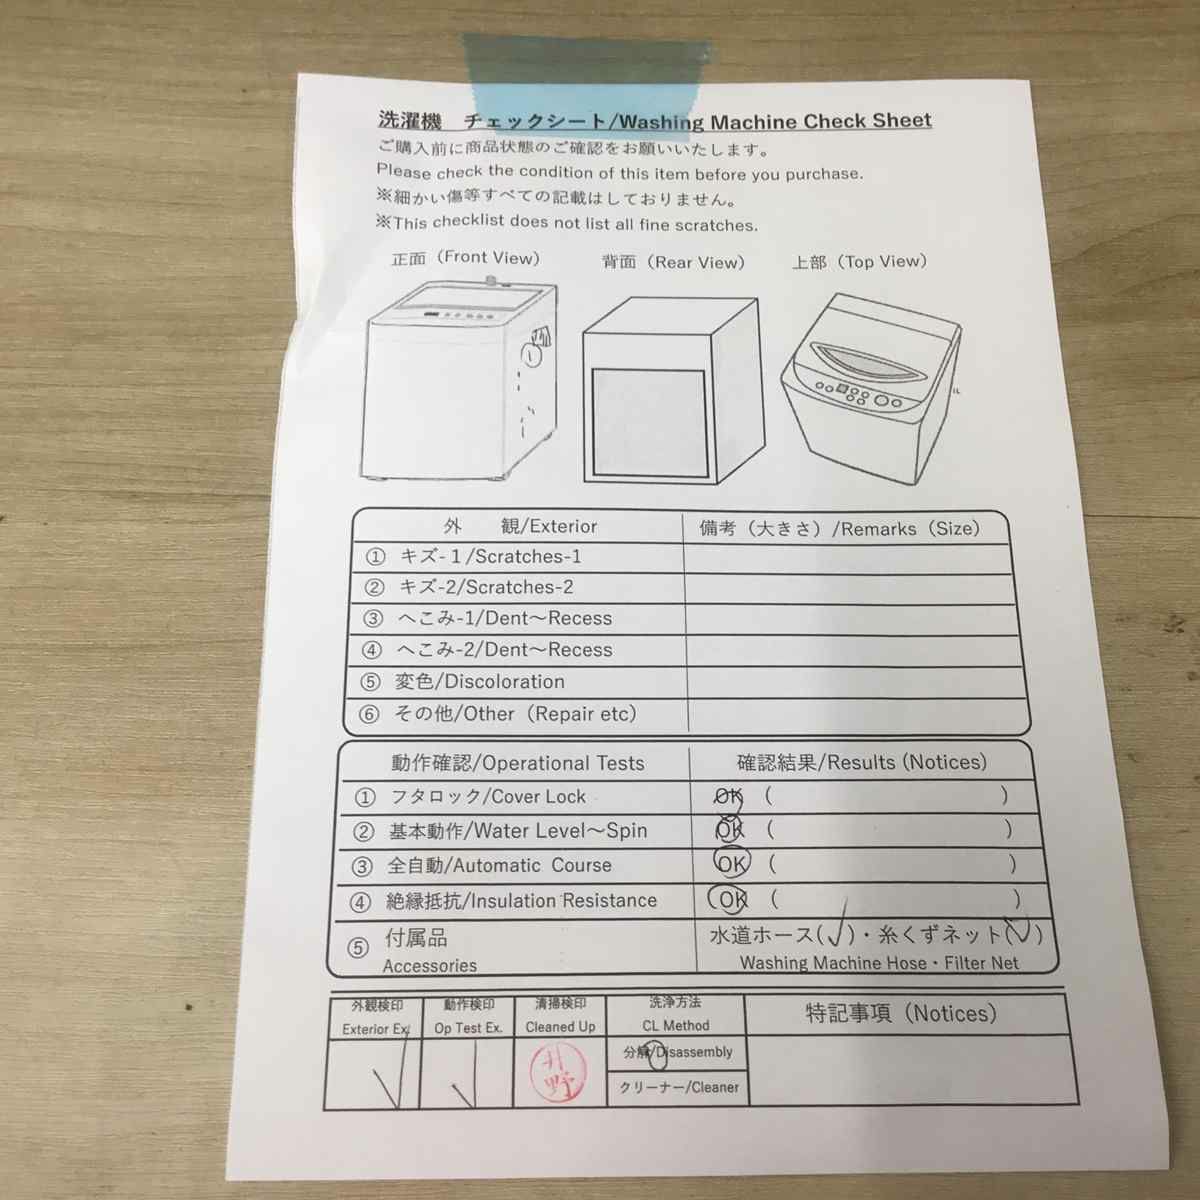 洗濯機　チェックシート/Washing Machine Check Sheet
ご購入前に商品状態のご確認をお願いいたします。
Please check the condition of this item before you purchase.
※細かい傷等すべての記載はしておりません。
※This checklist does not list all fine scratches.
正面（Front View）
背面（Rear View）
上部（Top View）
外　観/Exterior 備考（大きさ）/Remarks（Size）
① キズ-１/Scratches-1
② キズ-2/Scratches-2
③ へこみ-1/Dent～Recess
④ へこみ-2/Dent～Recess
⑤ 変色/Discoloration
⑥ その他/Other（Repair etc）
動作確認/Operational Tests 確認結果/Results (Notices)
① フタロック/Cover Lock OK （　）
② 基本動作/Water Level～Spin OK （　）
③ 全自動/Automatic Course OK （　）
④ 絶縁抵抗/Insulation Resistance OK （　）
⑤ 付属品 水道ホース(✓)・糸くずネット(✓)
Accessories Washing Machine Hose・Filter Net
外観検印 動作検印 清掃検印 洗浄方法 特記事項（Notices）
Exterior Ex. Op Test Ex. Cleaned Up CL Method
✓ ✓ 井野 分解/Disassembly
クリーナー/Cleaner